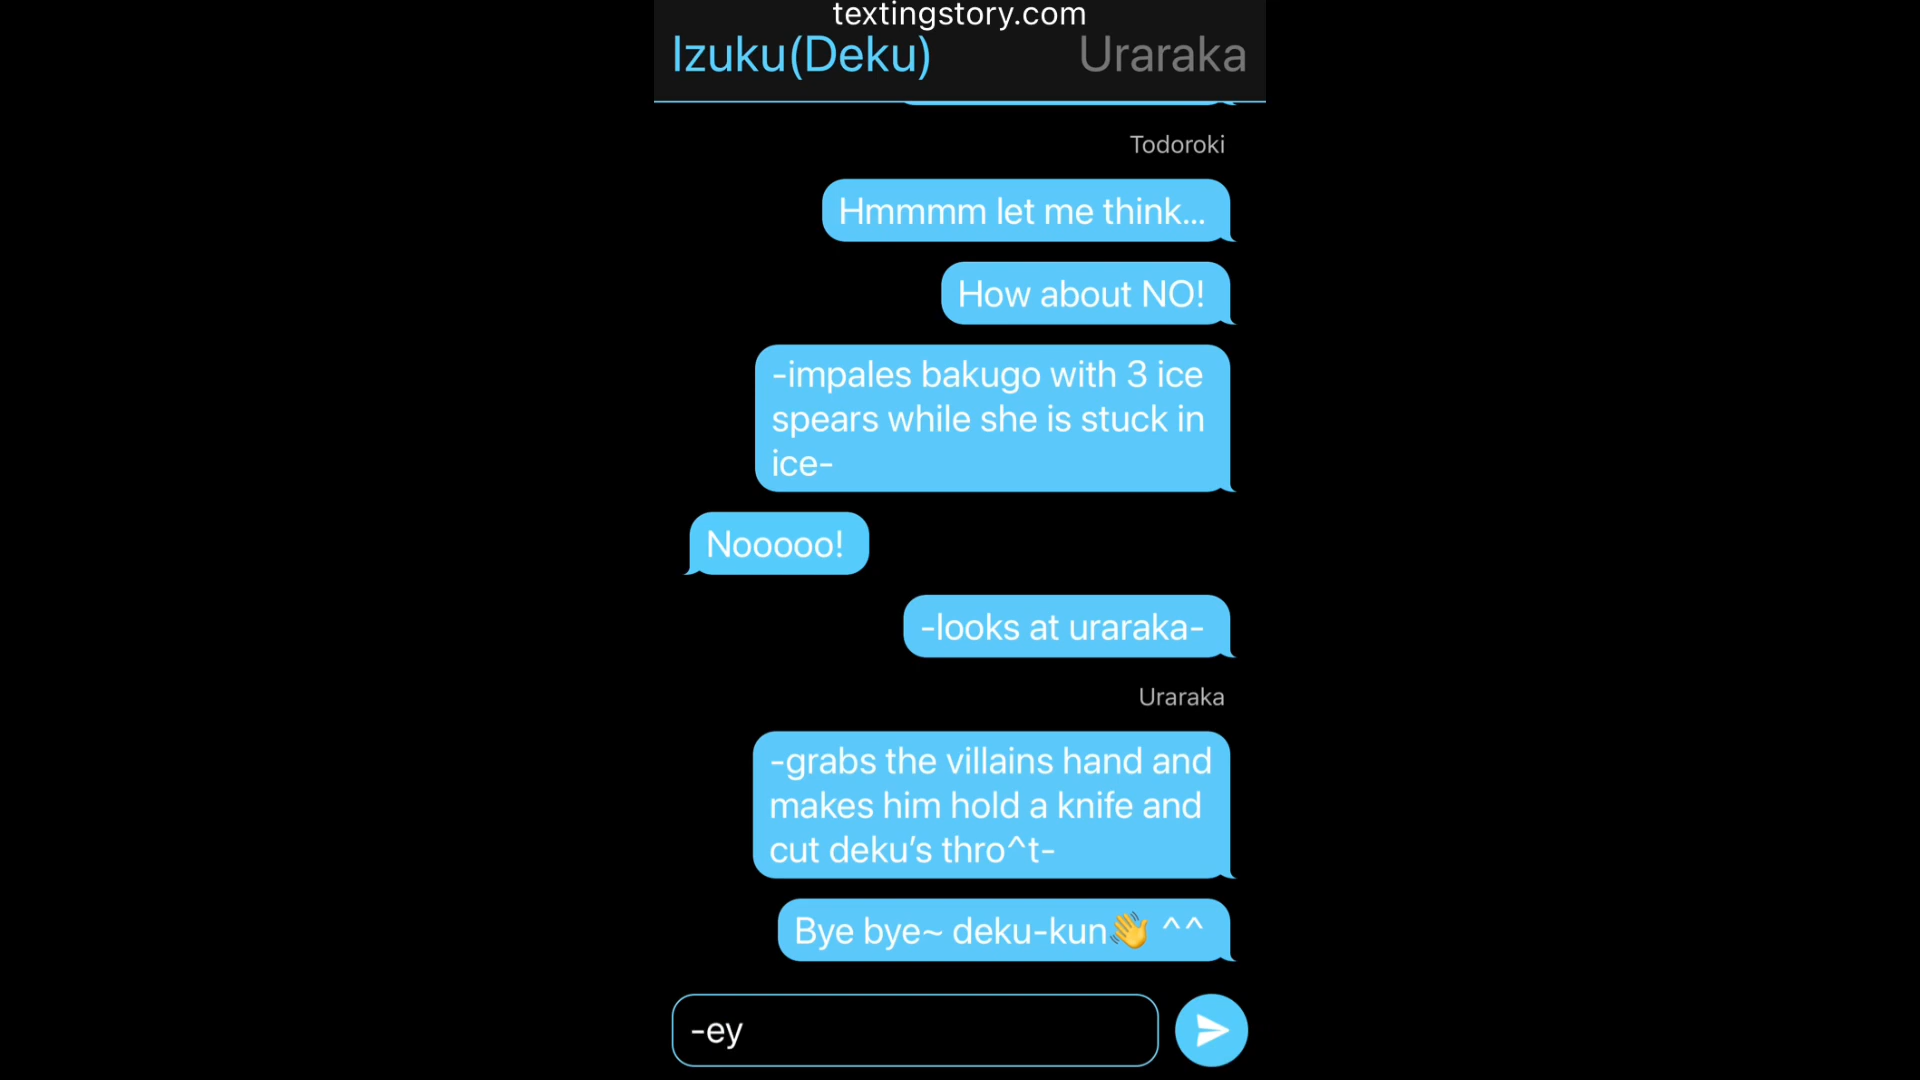 textingstory.com
Izuku(Deku)
Uraraka
Todoroki
Hmmmm let me think...
How about NO!
-impales bakugo with 3 ice
spears while she is stuck in
ice-
Nooooo!
-looks at uraraka-
Uraraka
-grabs the villains hand and
makes him hold a knife and
cut deku’s thro^t-
Bye bye~ deku-kun👋 ^^
-ey